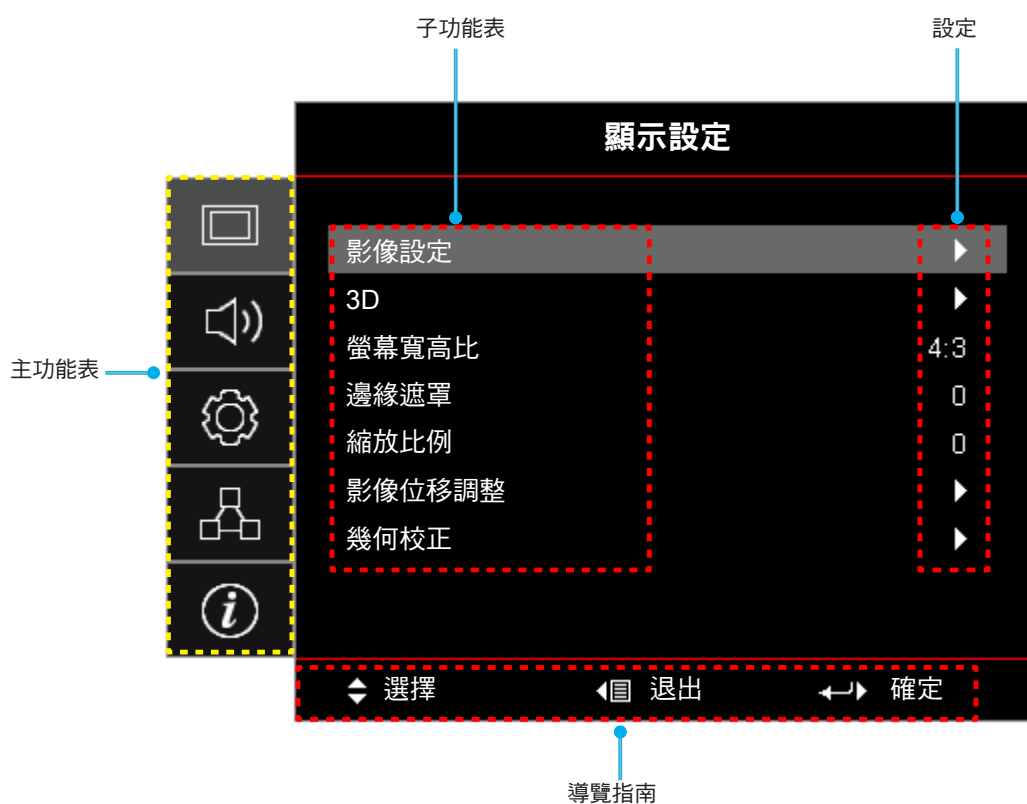 子功能表
設定
顯示設定
主功能表
影像設定
3D
螢幕寬高比 4:3
邊緣遮罩 0
縮放比例 0
影像位移調整
幾何校正
選擇 退出 確定
導覽指南